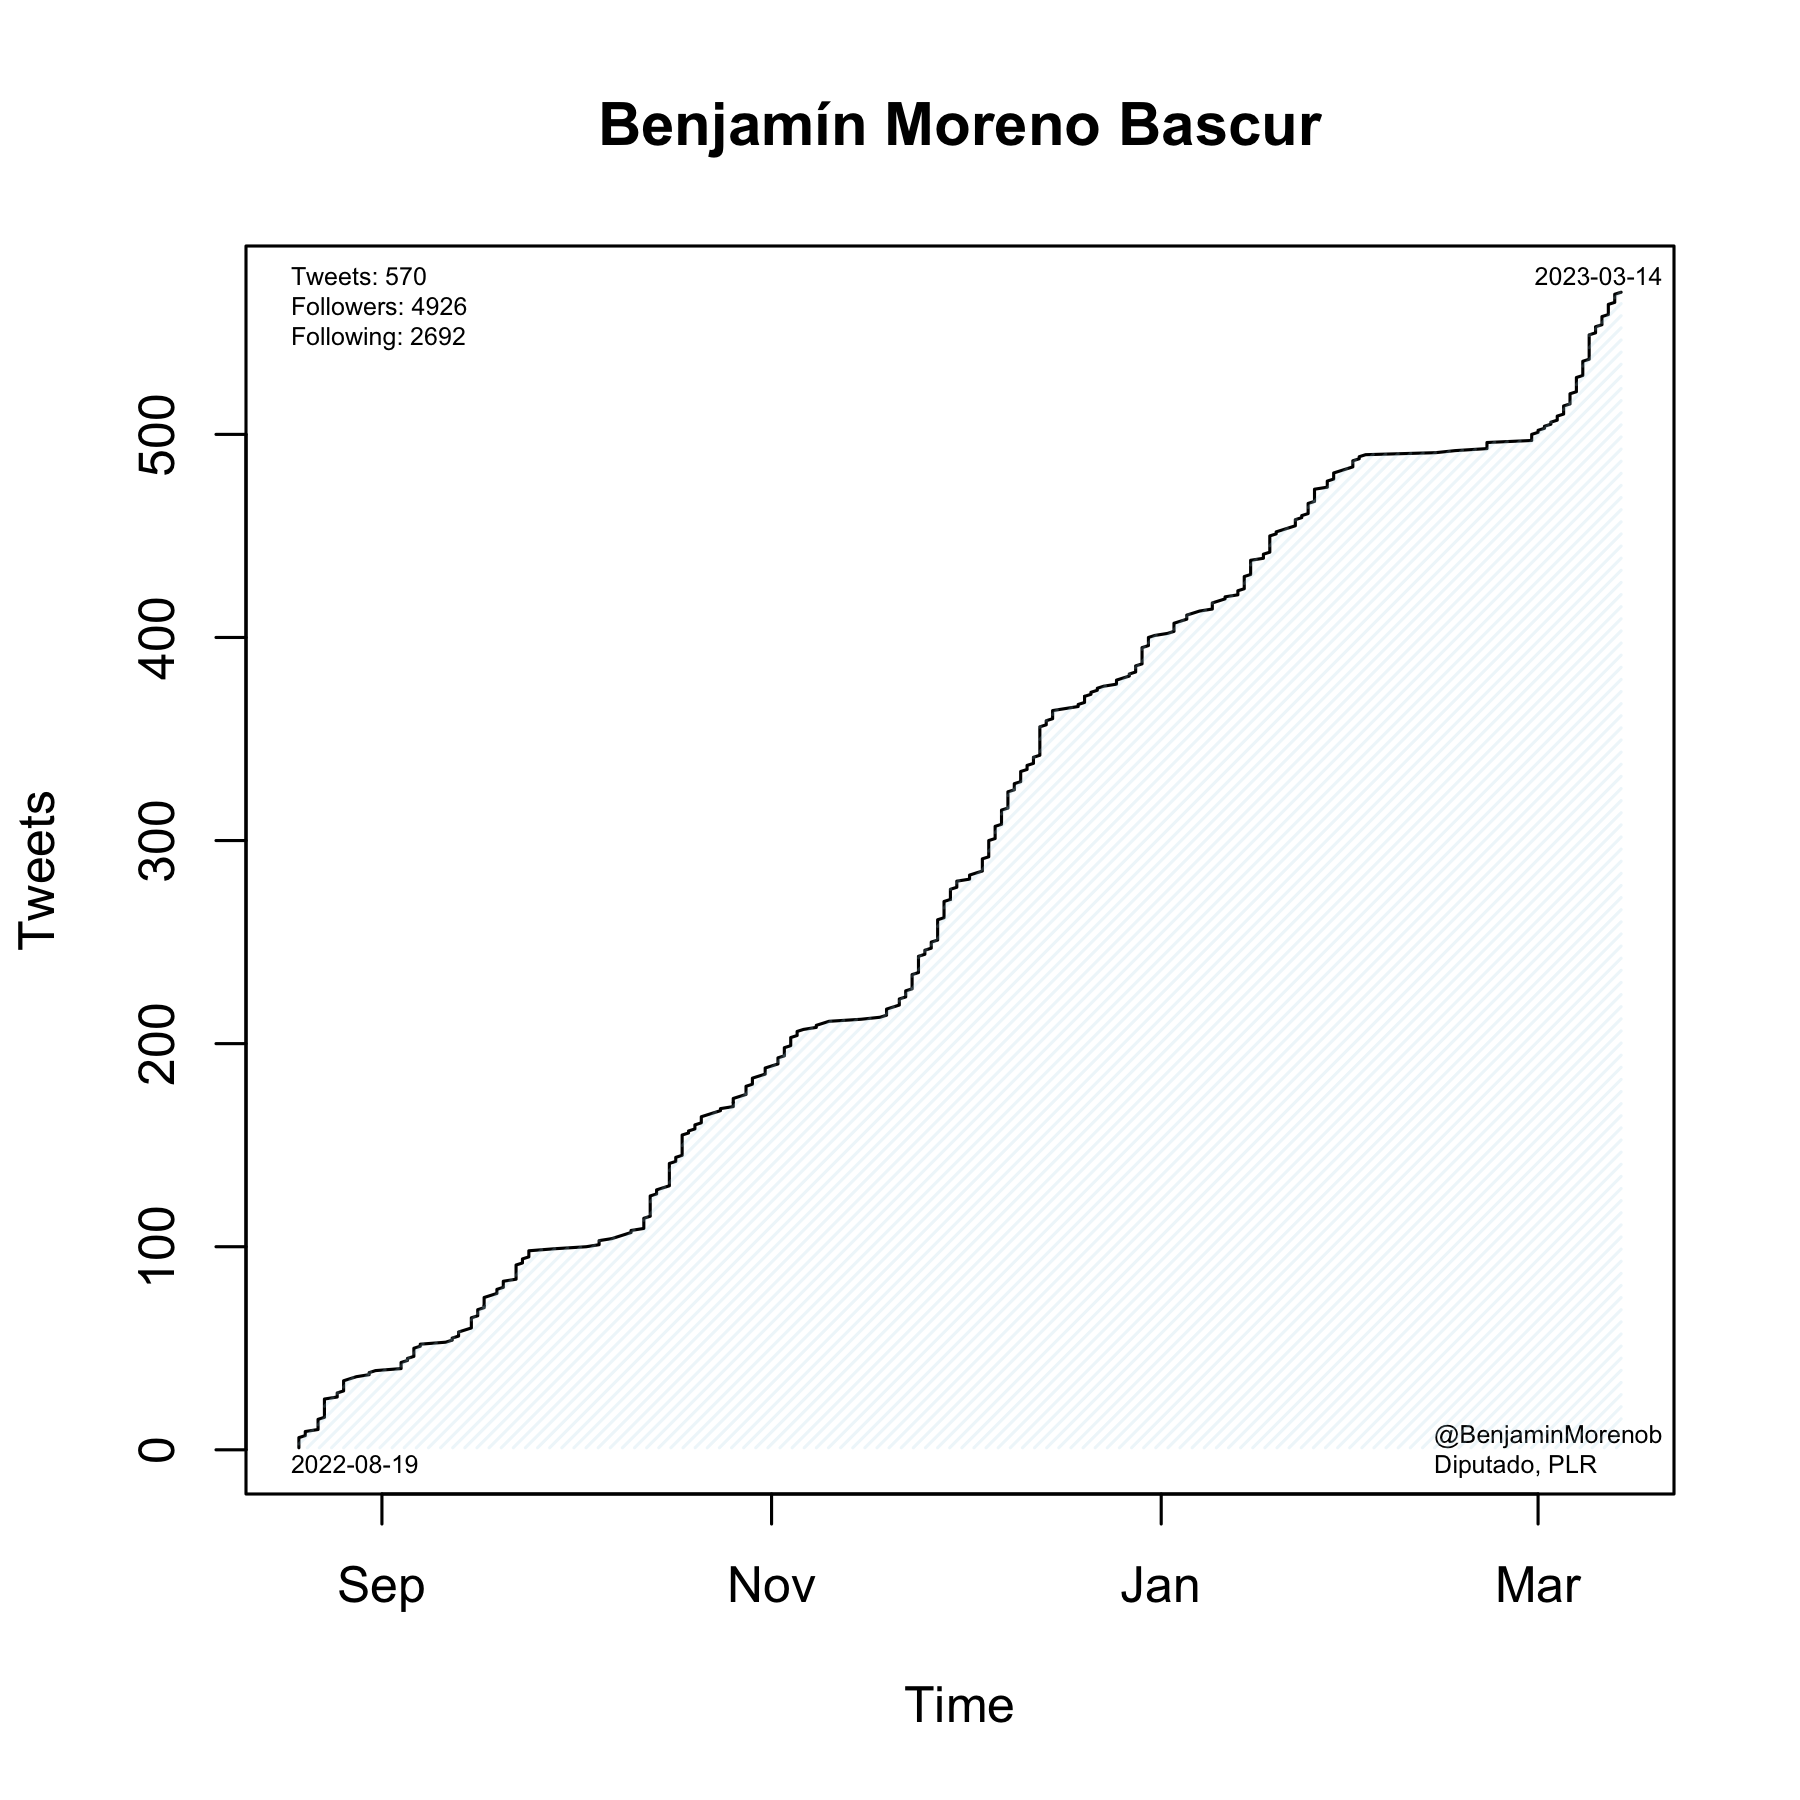 Benjamín Moreno Bascur
Tweets: 570
Followers: 4926
Following: 2692
2023-03-14
Tweets
500
400
300
200
100
0
2022-08-19
@BenjaminMorenob
Diputado, PLR
Sep
Nov
Jan
Mar
Time